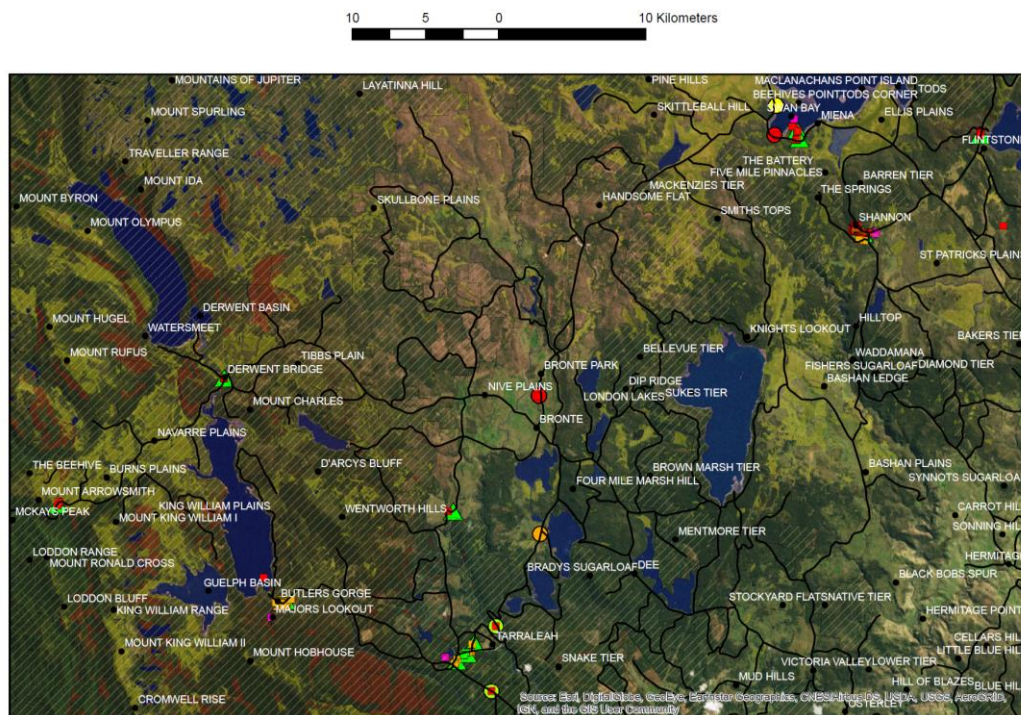 10 5 0 10 Kilometers
MOUNTAINS OF JUPITER
LAYATINNA HILL
PINE HILLS
MACLANACHANS POINT ISLAND
BEEHIVES POINT TODS CORNER
TODS
MOUNT SPURLING
SKITTLEBALL HILL
SWAN BAY
MIENA
ELLIS PLAINS
FLINTSTONE
TRAVELLER RANGE
THE BATTERY
FIVE MILE PINNACLES
BARREN TIER
MOUNT IDA
MACKENZIES TIER
THE SPRINGS
MOUNT BYRON
SKULLBONE PLAINS
HANDSOME FLAT
MOUNT OLYMPUS
SMITHS TOPS
SHANNON
ST PATRICKS PLAINS
DERWENT BASIN
MOUNT HUGEL
WATERSMEET
KNIGHTS LOOKOUT
HILLTOP
BAKERS TIER
MOUNT RUFUS
TIBBS PLAIN
BELLEVUE TIER
WADDAMANA
DERWENT BRIDGE
BRONTE PARK
FISHERS SUGARLOAF
DIAMOND TIER
NIVE PLAINS
DIP RIDGE
BASHAN LEDGE
MOUNT CHARLES
LONDON LAKES
SUKES TIER
BRONTE
NAVARRE PLAINS
THE BEEHIVE
BURNS PLAINS
D'ARCYS BLUFF
BROWN MARSH TIER
BASHAN PLAINS
FOUR MILE MARSH HILL
SYNNOTS SUGARLOA
MOUNT ARROWSMITH
KING WILLIAM PLAINS
MCKAYS PEAK
MOUNT KING WILLIAM I
WENTWORTH HILLS
CARROT HIL
MENTMORE TIER
SONNING HIL
LODDON RANGE
MOUNT RONALD CROSS
HERMITAGE
BRADYS SUGARLOAF
DEE
GUELPH BASIN
BLACK BOBS SPUR
BUTLERS GORGE
LODDON BLUFF
KING WILLIAM RANGE
MAJORS LOOKOUT
STOCKYARD FLATS
NATIVE TIER
HERMITAGE POINT
TARRALEAH
CELLARS HIL
MOUNT KING WILLIAM II
LITTLE BLUE HIL
MOUNT HOBHOUSE
SNAKE TIER
VICTORIA VALLEY
LOWER TIER
MUD HILLS
HILL OF BLAZES
BLUE HIL
CROMWELL RISE
OSTERLEY
Source: Esri, DigitalGlobe, GeoEye, Earthstar Geographics, CNES/Airbus DS, USDA, USGS, AeroGRID,
IGN, and the GIS User Community